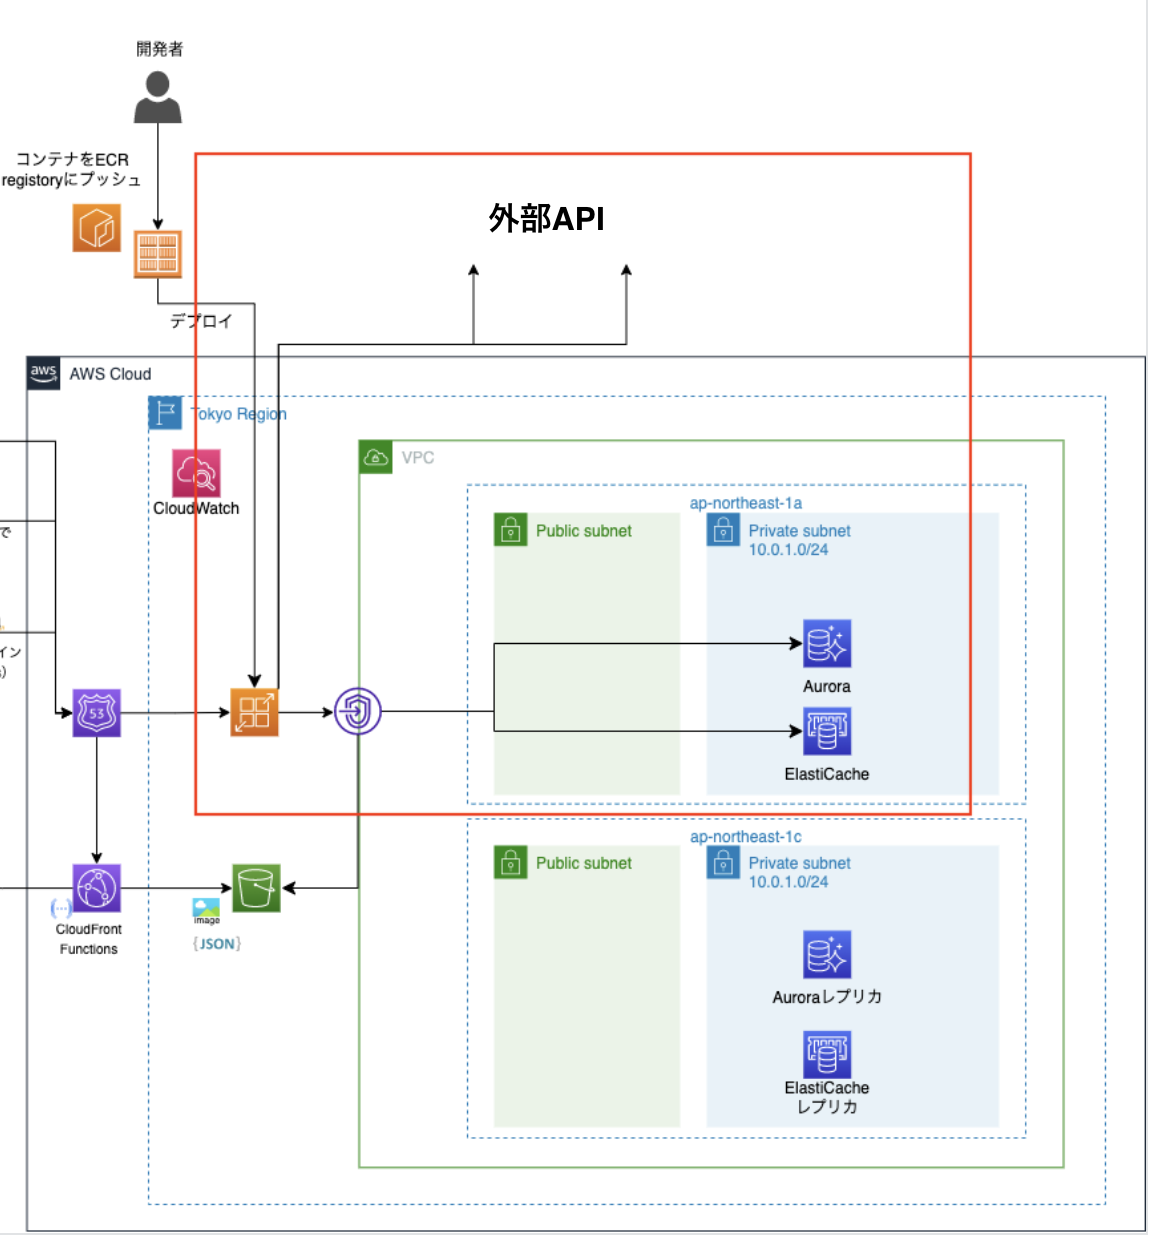 開発者
コンテナをECR
registoryにプッシュ
外部API
デプロイ
aws
AWS Cloud
Tokyo Region
CloudWatch
VPC
ap-northeast-1a
Public subnet
Private subnet
10.0.1.0/24
で
イン
)
Aurora
53
ElastiCache
ap-northeast-1c
Public subnet
Private subnet
10.0.1.0/24
image
{JSON}
{...}
CloudFront
Functions
Auroraレプリカ
ElastiCache
レプリカ